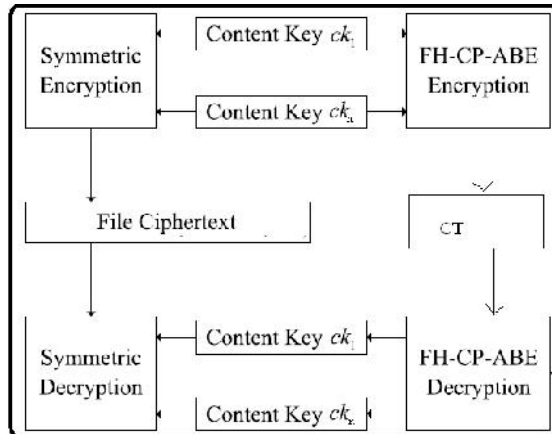 Symmetric
Encryption
Content Key ck₁
Content Key ckₙ
FH-CP-ABE
Encryption
File Ciphertext
CT
Symmetric
Decryption
Content Key ck₁
Content Key ckₙ
FH-CP-ABE
Decryption